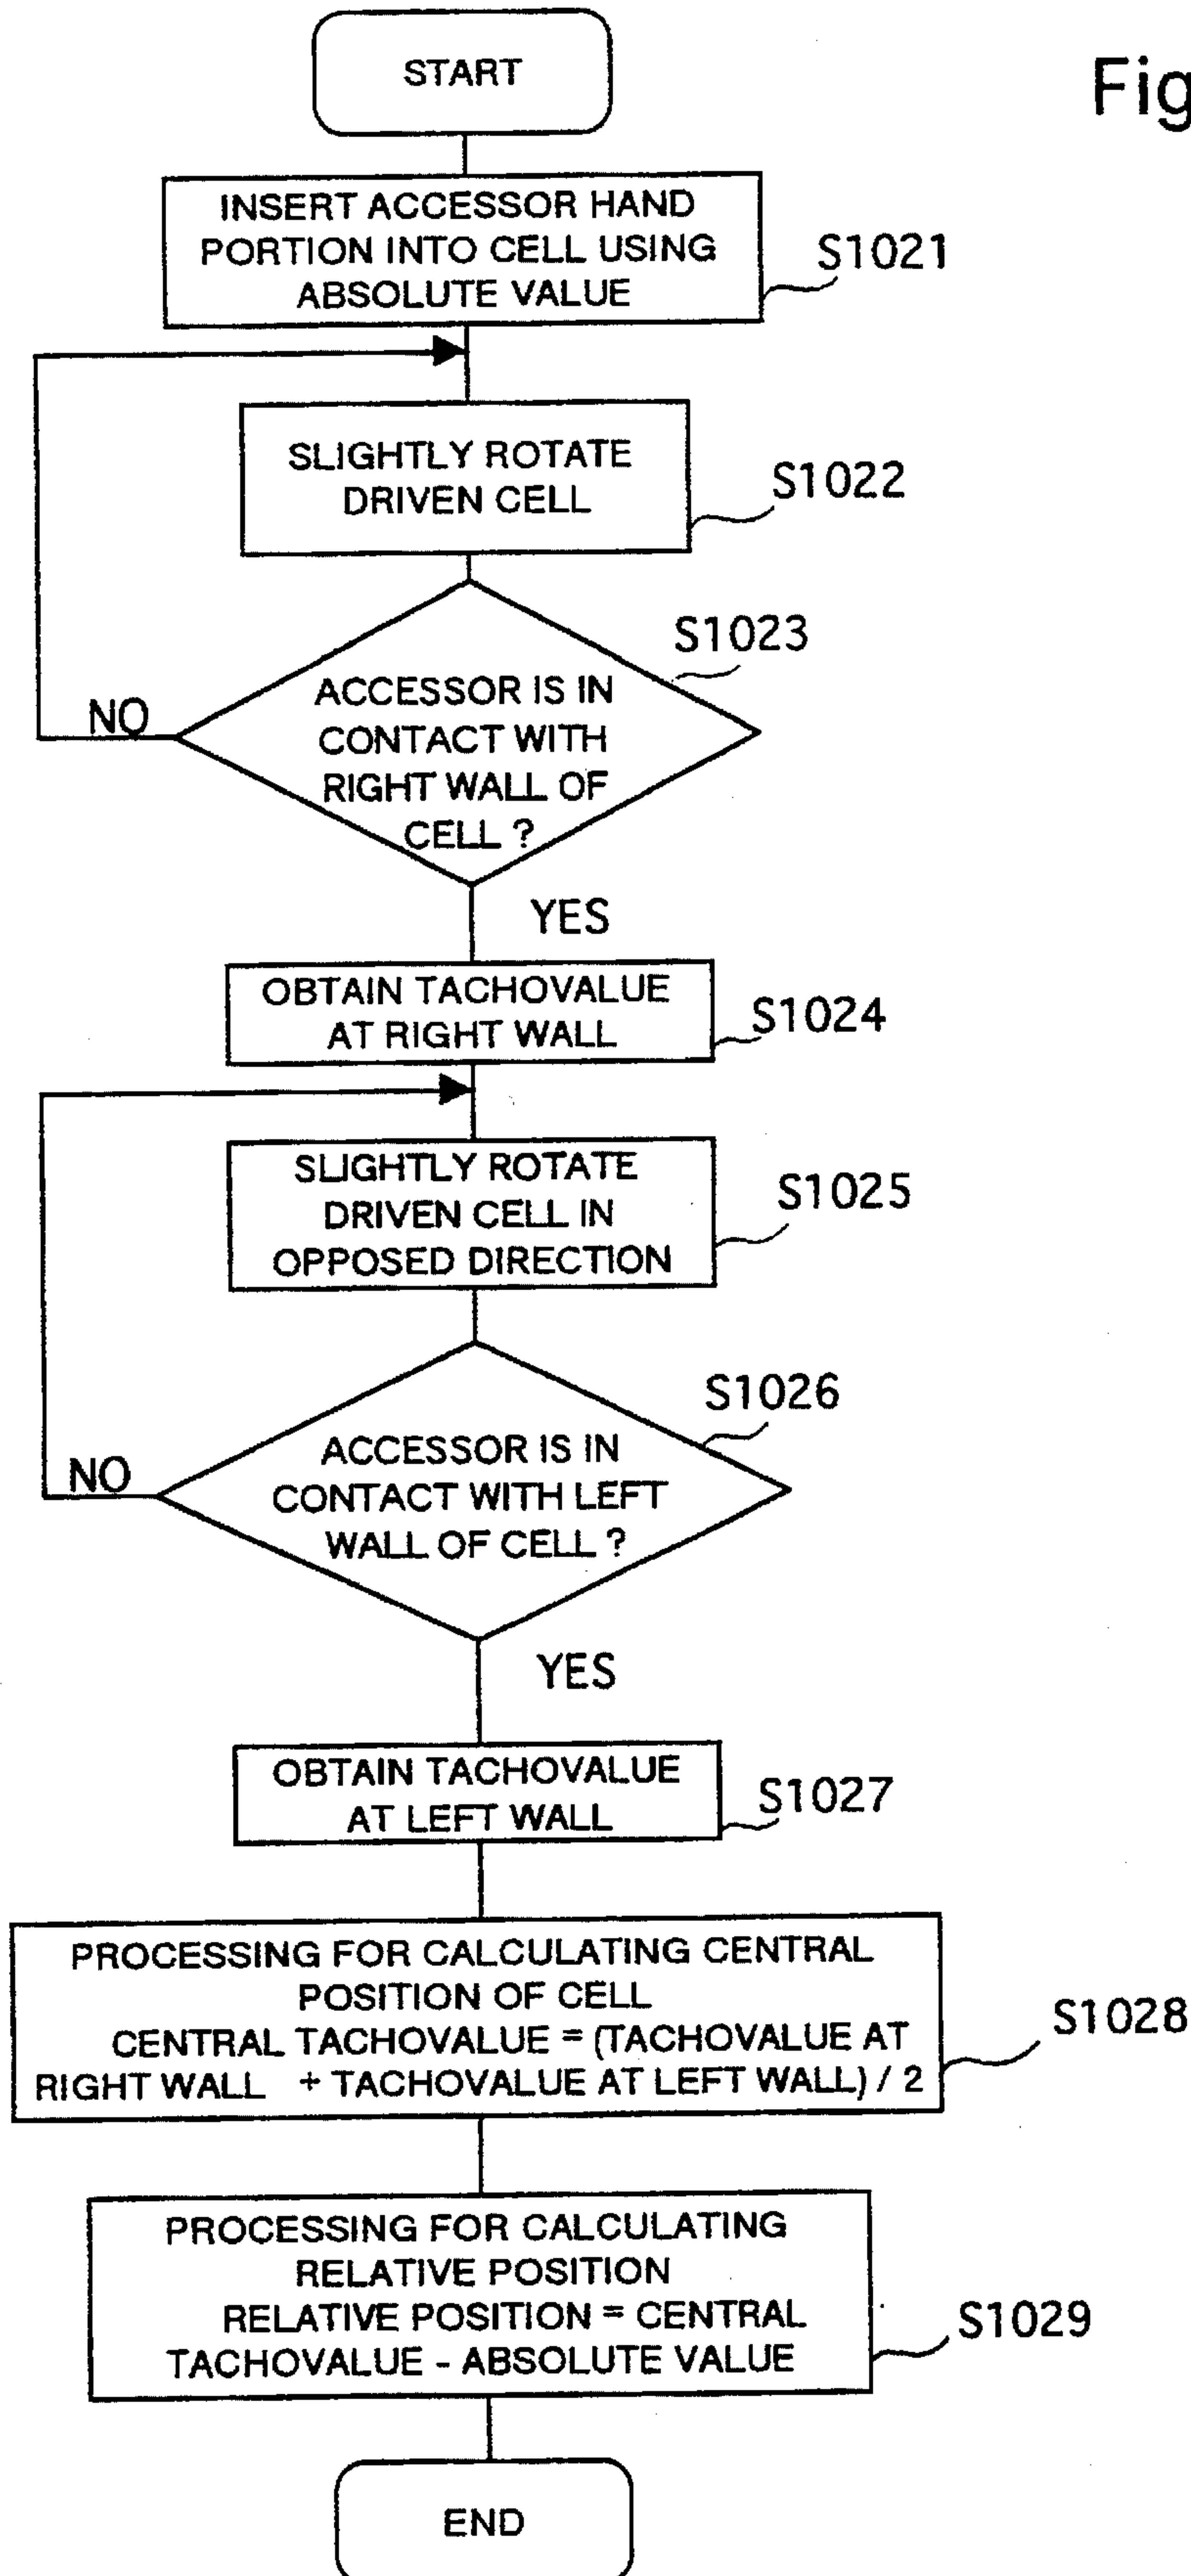 START
Fig
INSERT ACCESSOR HAND
PORTION INTO CELL USING
ABSOLUTE VALUE
S1021
SLIGHTLY ROTATE
DRIVEN CELL
S1022
S1023
ACCESSOR IS IN
CONTACT WITH
RIGHT WALL OF
CELL ?
NO
YES
OBTAIN TACHOVALUE
AT RIGHT WALL
S1024
SLIGHTLY ROTATE
DRIVEN CELL IN
OPPOSED DIRECTION
S1025
S1026
ACCESSOR IS IN
CONTACT WITH LEFT
WALL OF CELL ?
NO
YES
OBTAIN TACHOVALUE
AT LEFT WALL
S1027
PROCESSING FOR CALCULATING CENTRAL
POSITION OF CELL
CENTRAL TACHOVALUE = (TACHOVALUE AT
RIGHT WALL + TACHOVALUE AT LEFT WALL) / 2
S1028
PROCESSING FOR CALCULATING
RELATIVE POSITION
RELATIVE POSITION = CENTRAL
TACHOVALUE - ABSOLUTE VALUE
S1029
END